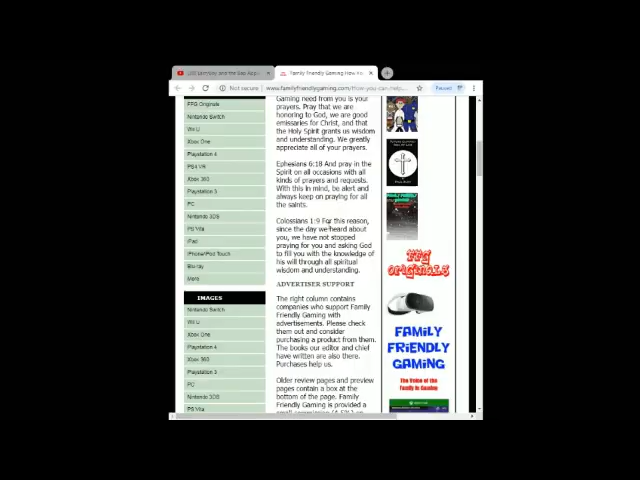 Family Friendly Gaming How Yo
Not secure
www.familyfriendlygaming.com/How-you-can-help...
Paused
FFG Originals
Nintendo Switch
Wii U
Xbox One
Playstation 4
PS4 VR
Xbox 360
Playstation 3
PC
Nintendo 3DS
PS Vita
iPad
iPhone/iPod Touch
Blu-ray
More
IMAGES
Nintendo Switch
Wii U
Xbox One
Playstation 4
Xbox 360
Playstation 3
PC
Nintendo 3DS
PS Vita
Gaming need from you is your
prayers. Pray that we are
honoring to God, we are good
emissaries for Christ, and that
the Holy Spirit grants us wisdom
and understanding. We greatly
appreciate all of your prayers.
Ephesians 6:18 And pray in the
Spirit on all occasions with all
kinds of prayers and requests.
With this in mind, be alert and
always keep on praying for all
the saints.
Colossians 1:9 For this reason,
since the day we heard about
you, we have not stopped
praying for you and asking God
to fill you with the knowledge of
his will through all spiritual
wisdom and understanding.
ADVERTISER SUPPORT
The right column contains
companies who support Family
Friendly Gaming with
advertisements. Please check
them out and consider
purchasing a product from them.
The books our editor and chief
have written are also there.
Purchases help us.
Older review pages and preview
pages contain a box at the
bottom of the page. Family
Friendly Gaming is provided a
FFG
ORIGINALS
FAMILY
FRIENDLY
GAMING
The Voice of the
Family in Gaming